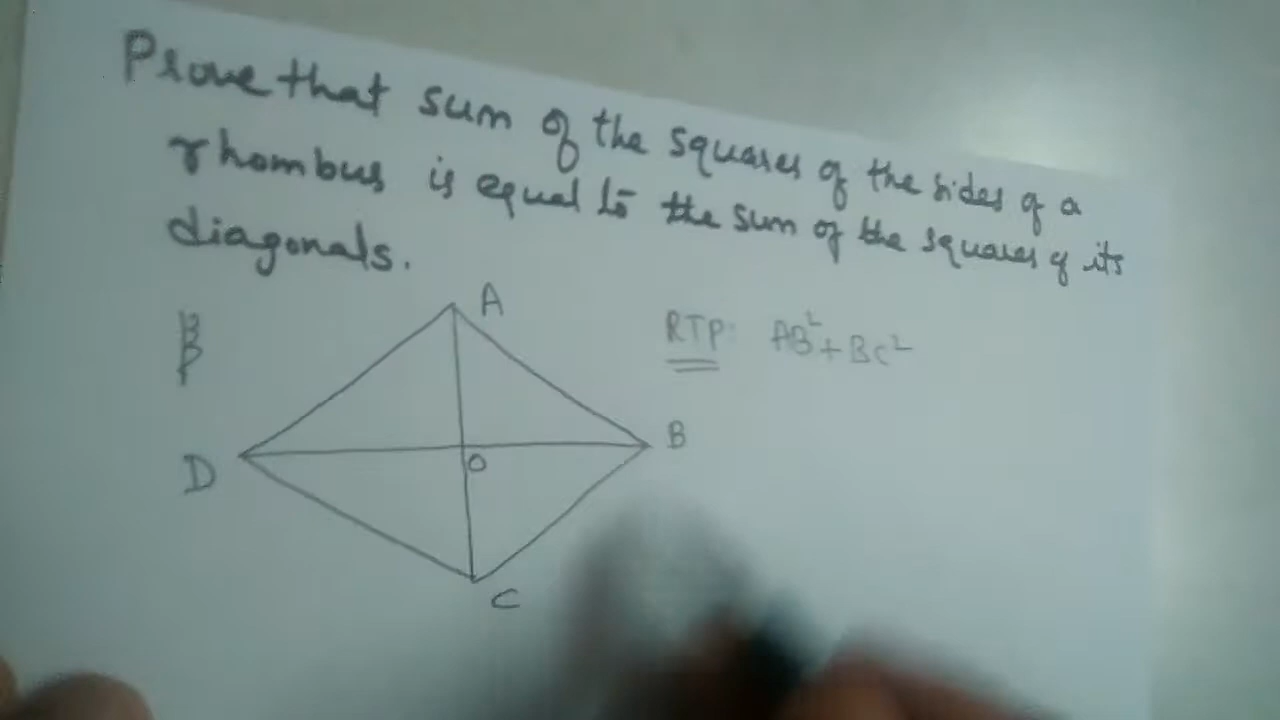 Prove that sum of the squares of the sides of a
rhombus is equal to the sum of the squares of its
diagonals.
A
RTP: AB²+BC²
B
D
O
C